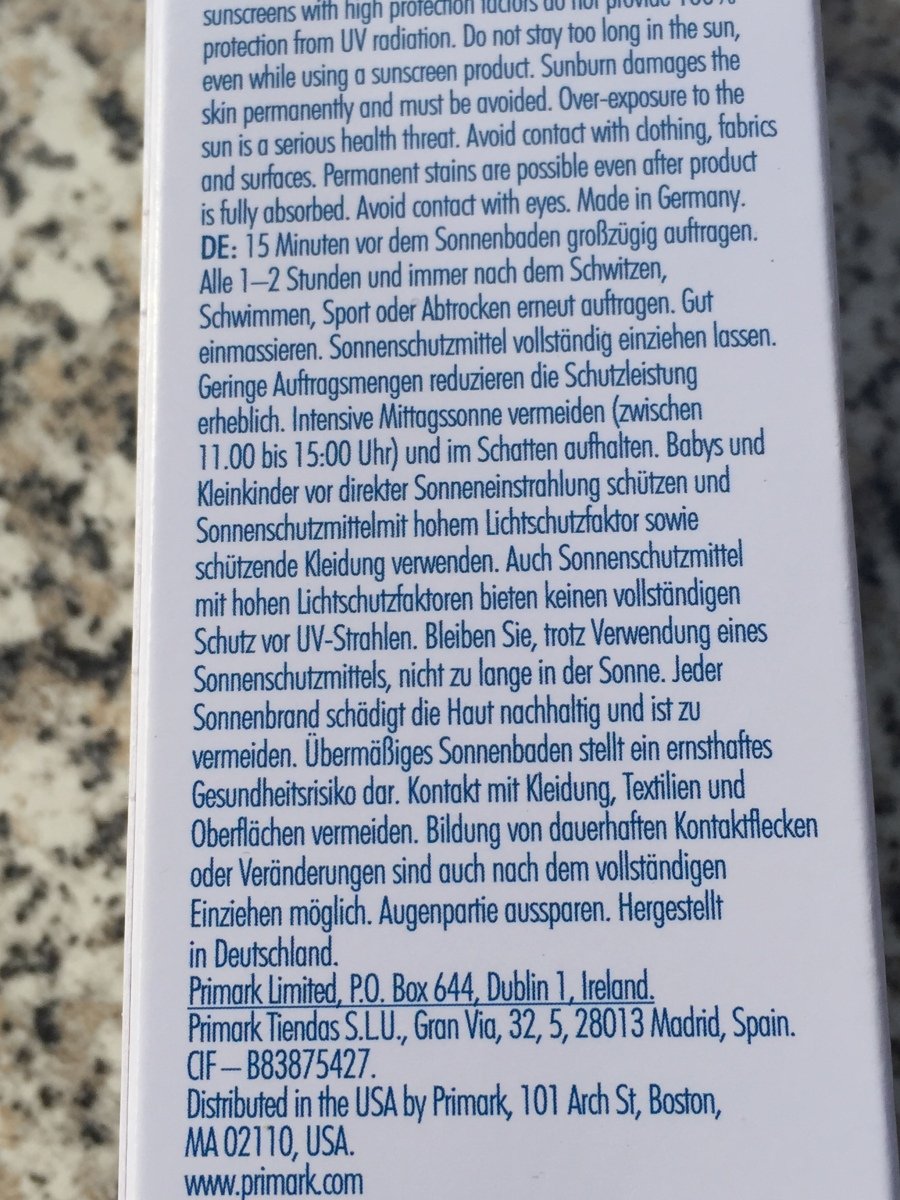 sunscreens with high protection factors do not provide 100%
protection from UV radiation. Do not stay too long in the sun,
even while using a sunscreen product. Sunburn damages the
skin permanently and must be avoided. Over-exposure to the
sun is a serious health threat. Avoid contact with clothing, fabrics
and surfaces. Permanent stains are possible even after product
is fully absorbed. Avoid contact with eyes. Made in Germany.
DE: 15 Minuten vor dem Sonnenbaden großzügig auftragen.
Alle 1–2 Stunden und immer nach dem Schwitzen,
Schwimmen, Sport oder Abtrocken erneut auftragen. Gut
einmassieren. Sonnenschutzmittel vollständig einziehen lassen.
Geringe Auftragsmengen reduzieren die Schutzleistung
erheblich. Intensive Mittagssonne vermeiden (zwischen
11.00 bis 15:00 Uhr) und im Schatten aufhalten. Babys und
Kleinkinder vor direkter Sonneneinstrahlung schützen und
Sonnenschutzmittelmit hohem Lichtschutzfaktor sowie
schützende Kleidung verwenden. Auch Sonnenschutzmittel
mit hohen Lichtschutzfaktoren bieten keinen vollständigen
Schutz vor UV-Strahlen. Bleiben Sie, trotz Verwendung eines
Sonnenschutzmittels, nicht zu lange in der Sonne. Jeder
Sonnenbrand schädigt die Haut nachhaltig und ist zu
vermeiden. Übermäßiges Sonnenbaden stellt ein ernsthaftes
Gesundheitsrisiko dar. Kontakt mit Kleidung, Textilien und
Oberflächen vermeiden. Bildung von dauerhaften Kontaktflecken
oder Veränderungen sind auch nach dem vollständigen
Einziehen möglich. Augenpartie aussparen. Hergestellt
in Deutschland.
Primark Limited, P.O. Box 644, Dublin 1, Ireland.
Primark Tiendas S.L.U., Gran Via, 32, 5, 28013 Madrid, Spain.
CIF – B83875427.
Distributed in the USA by Primark, 101 Arch St, Boston,
MA 02110, USA.
www.primark.com